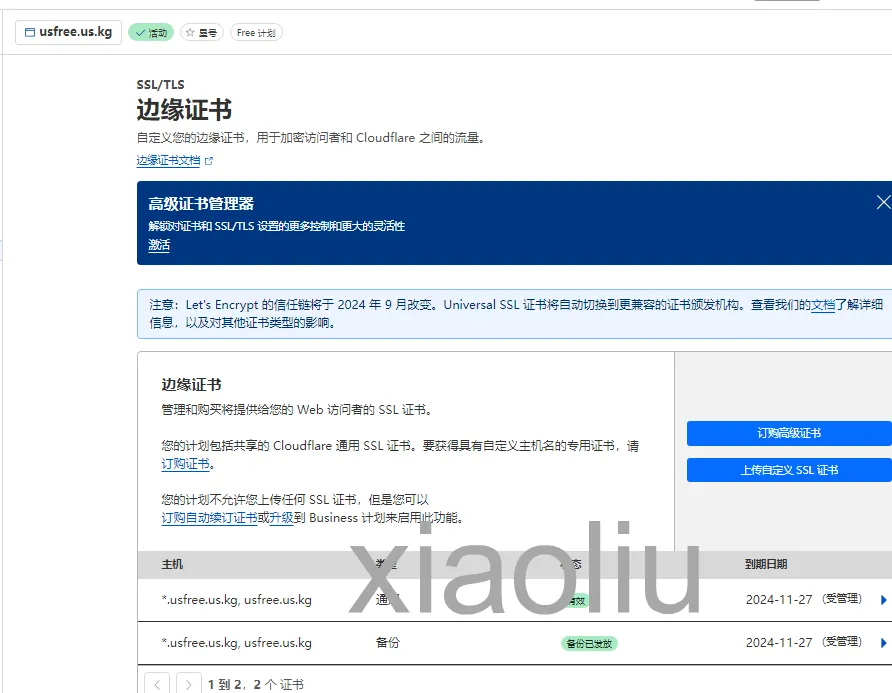 usfree.us.kg 活动 星号 Free 计划
SSL/TLS
边缘证书
自定义您的边缘证书，用于加密访问者和 Cloudflare 之间的流量。
边缘证书文档
高级证书管理器
解锁对证书和 SSL/TLS 设置的更多控制和更大的灵活性
激活
注意：Let's Encrypt 的信任链将于 2024 年 9 月改变。Universal SSL 证书将自动切换到更兼容的证书颁发机构。查看我们的文档了解详细
信息，以及对其他证书类型的影响。
边缘证书
管理和购买将提供给您的 Web 访问者的 SSL 证书。
您的计划包括共享的 Cloudflare 通用 SSL 证书。要获得具有自定义主机名的专用证书，请
订购证书。
您的计划不允许您上传任何 SSL 证书，但是您可以
订购自动续订证书或升级到 Business 计划来启用此功能。
订购高级证书
上传自定义 SSL 证书
主机 类型 状态 到期日期
*.usfree.us.kg, usfree.us.kg 通用 有效 2024-11-27 （受管理）
*.usfree.us.kg, usfree.us.kg 备份 备份已发放 2024-11-27 （受管理）
1 到 2，2 个 证书
xiaoliu